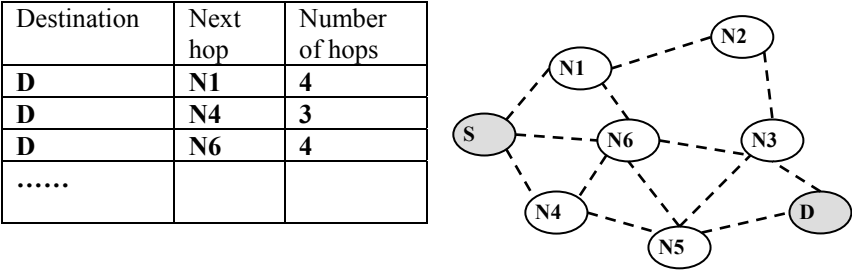 Destination Next hop Number of hops
D N1 4
D N4 3
D N6 4
……
N2
N1
S N6 N3
N4 D
N5